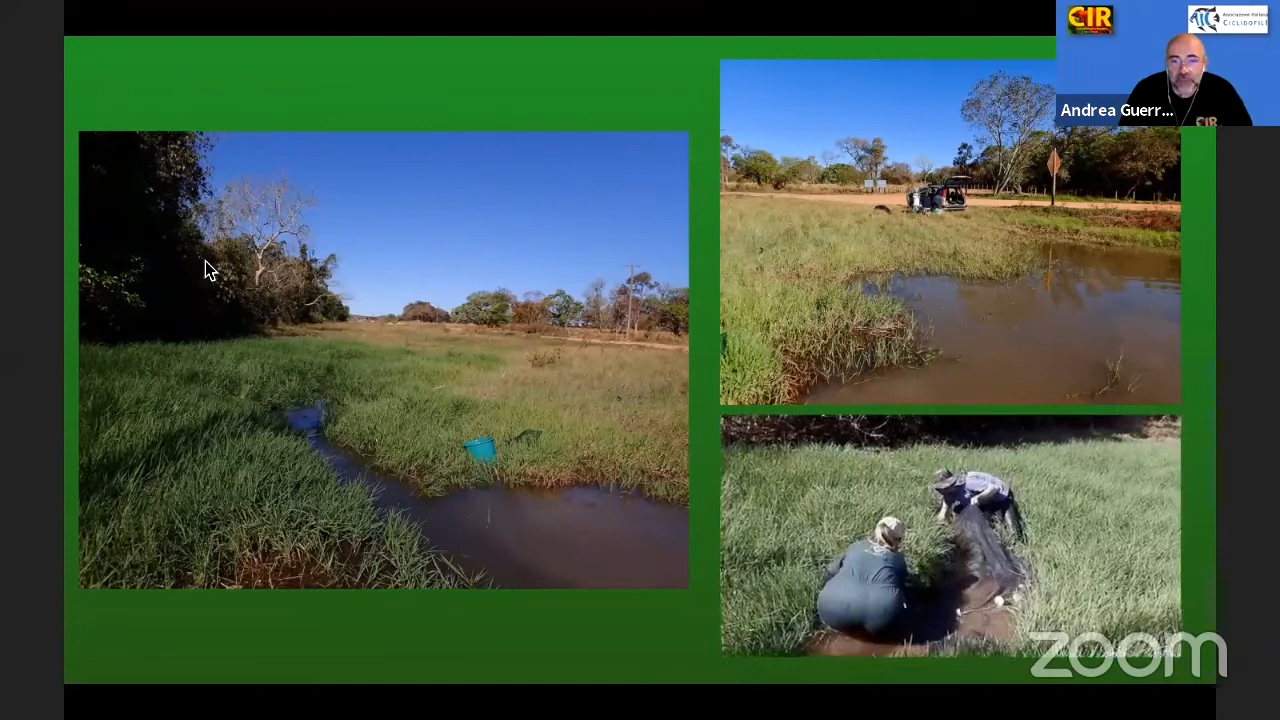 CIR
Associazione Italiana
CICLIDOFILI
Andrea Guerr...
CIR
zoom